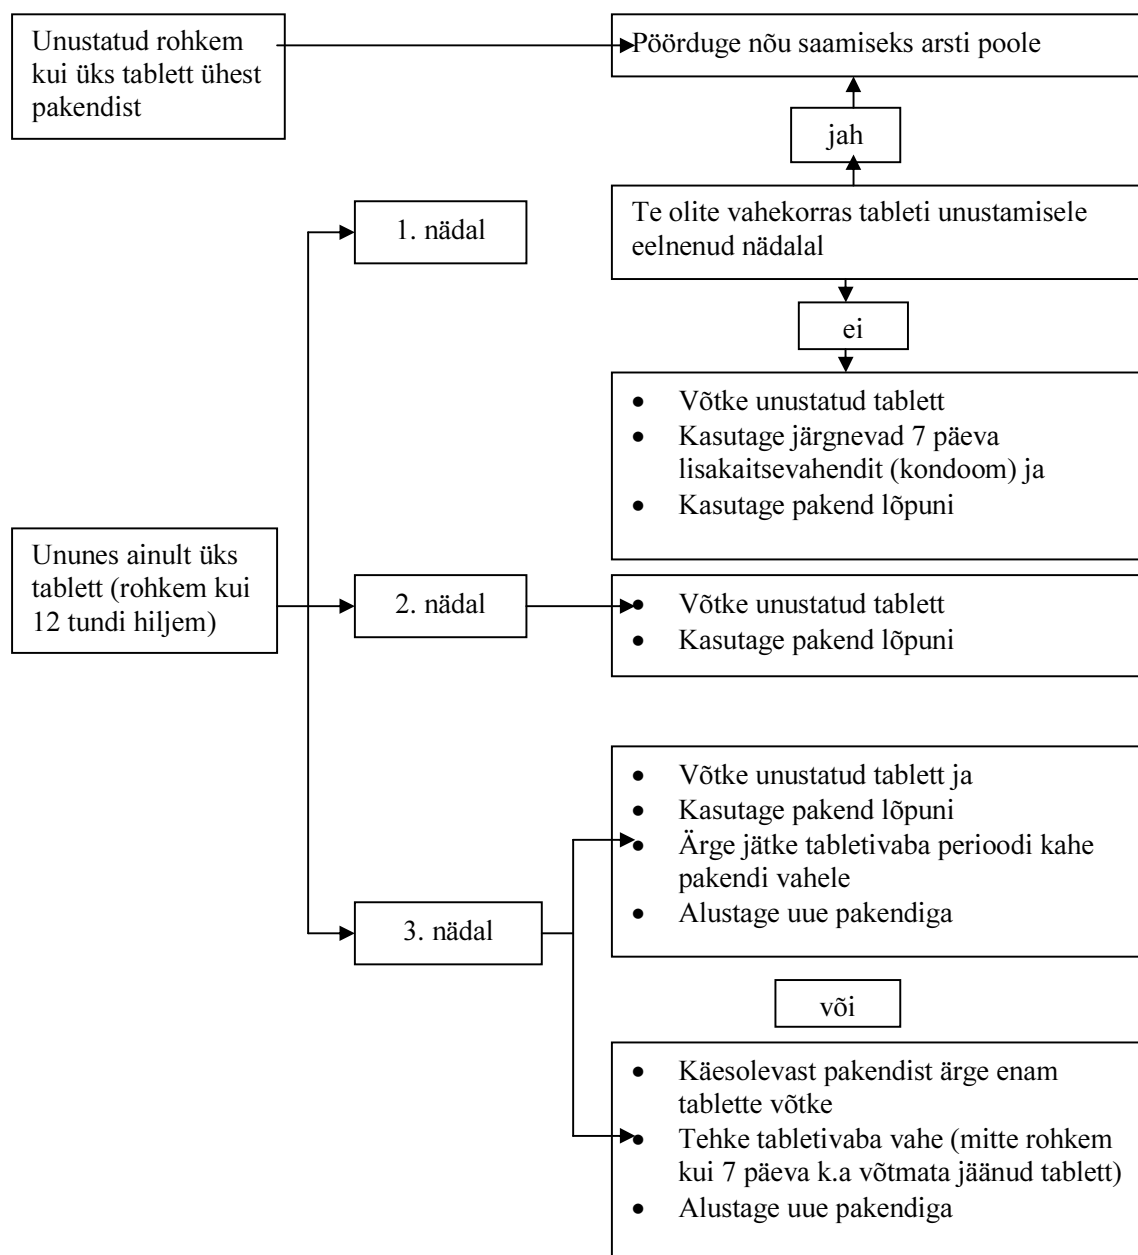 Unustatud rohkem
kui üks tablett ühest
pakendist
Pöörduge nõu saamiseks arsti poole
jah
1. nädal
Te olite vahekorras tableti unustamisele
eelnenud nädalal
ei
• Võtke unustatud tablett
• Kasutage järgnevad 7 päeva
lisakaitsevahendit (kondoom) ja
• Kasutage pakend lõpuni
Ununes ainult üks
tablett (rohkem kui
12 tundi hiljem)
2. nädal
• Võtke unustatud tablett
• Kasutage pakend lõpuni
3. nädal
• Võtke unustatud tablett ja
• Kasutage pakend lõpuni
• Ärge jätke tabletivaba perioodi kahe
pakendi vahele
• Alustage uue pakendiga
või
• Käesolevast pakendist ärge enam
tablette võtke
• Tehke tabletivaba vahe (mitte rohkem
kui 7 päeva k.a võtmata jäänud tablett)
• Alustage uue pakendiga